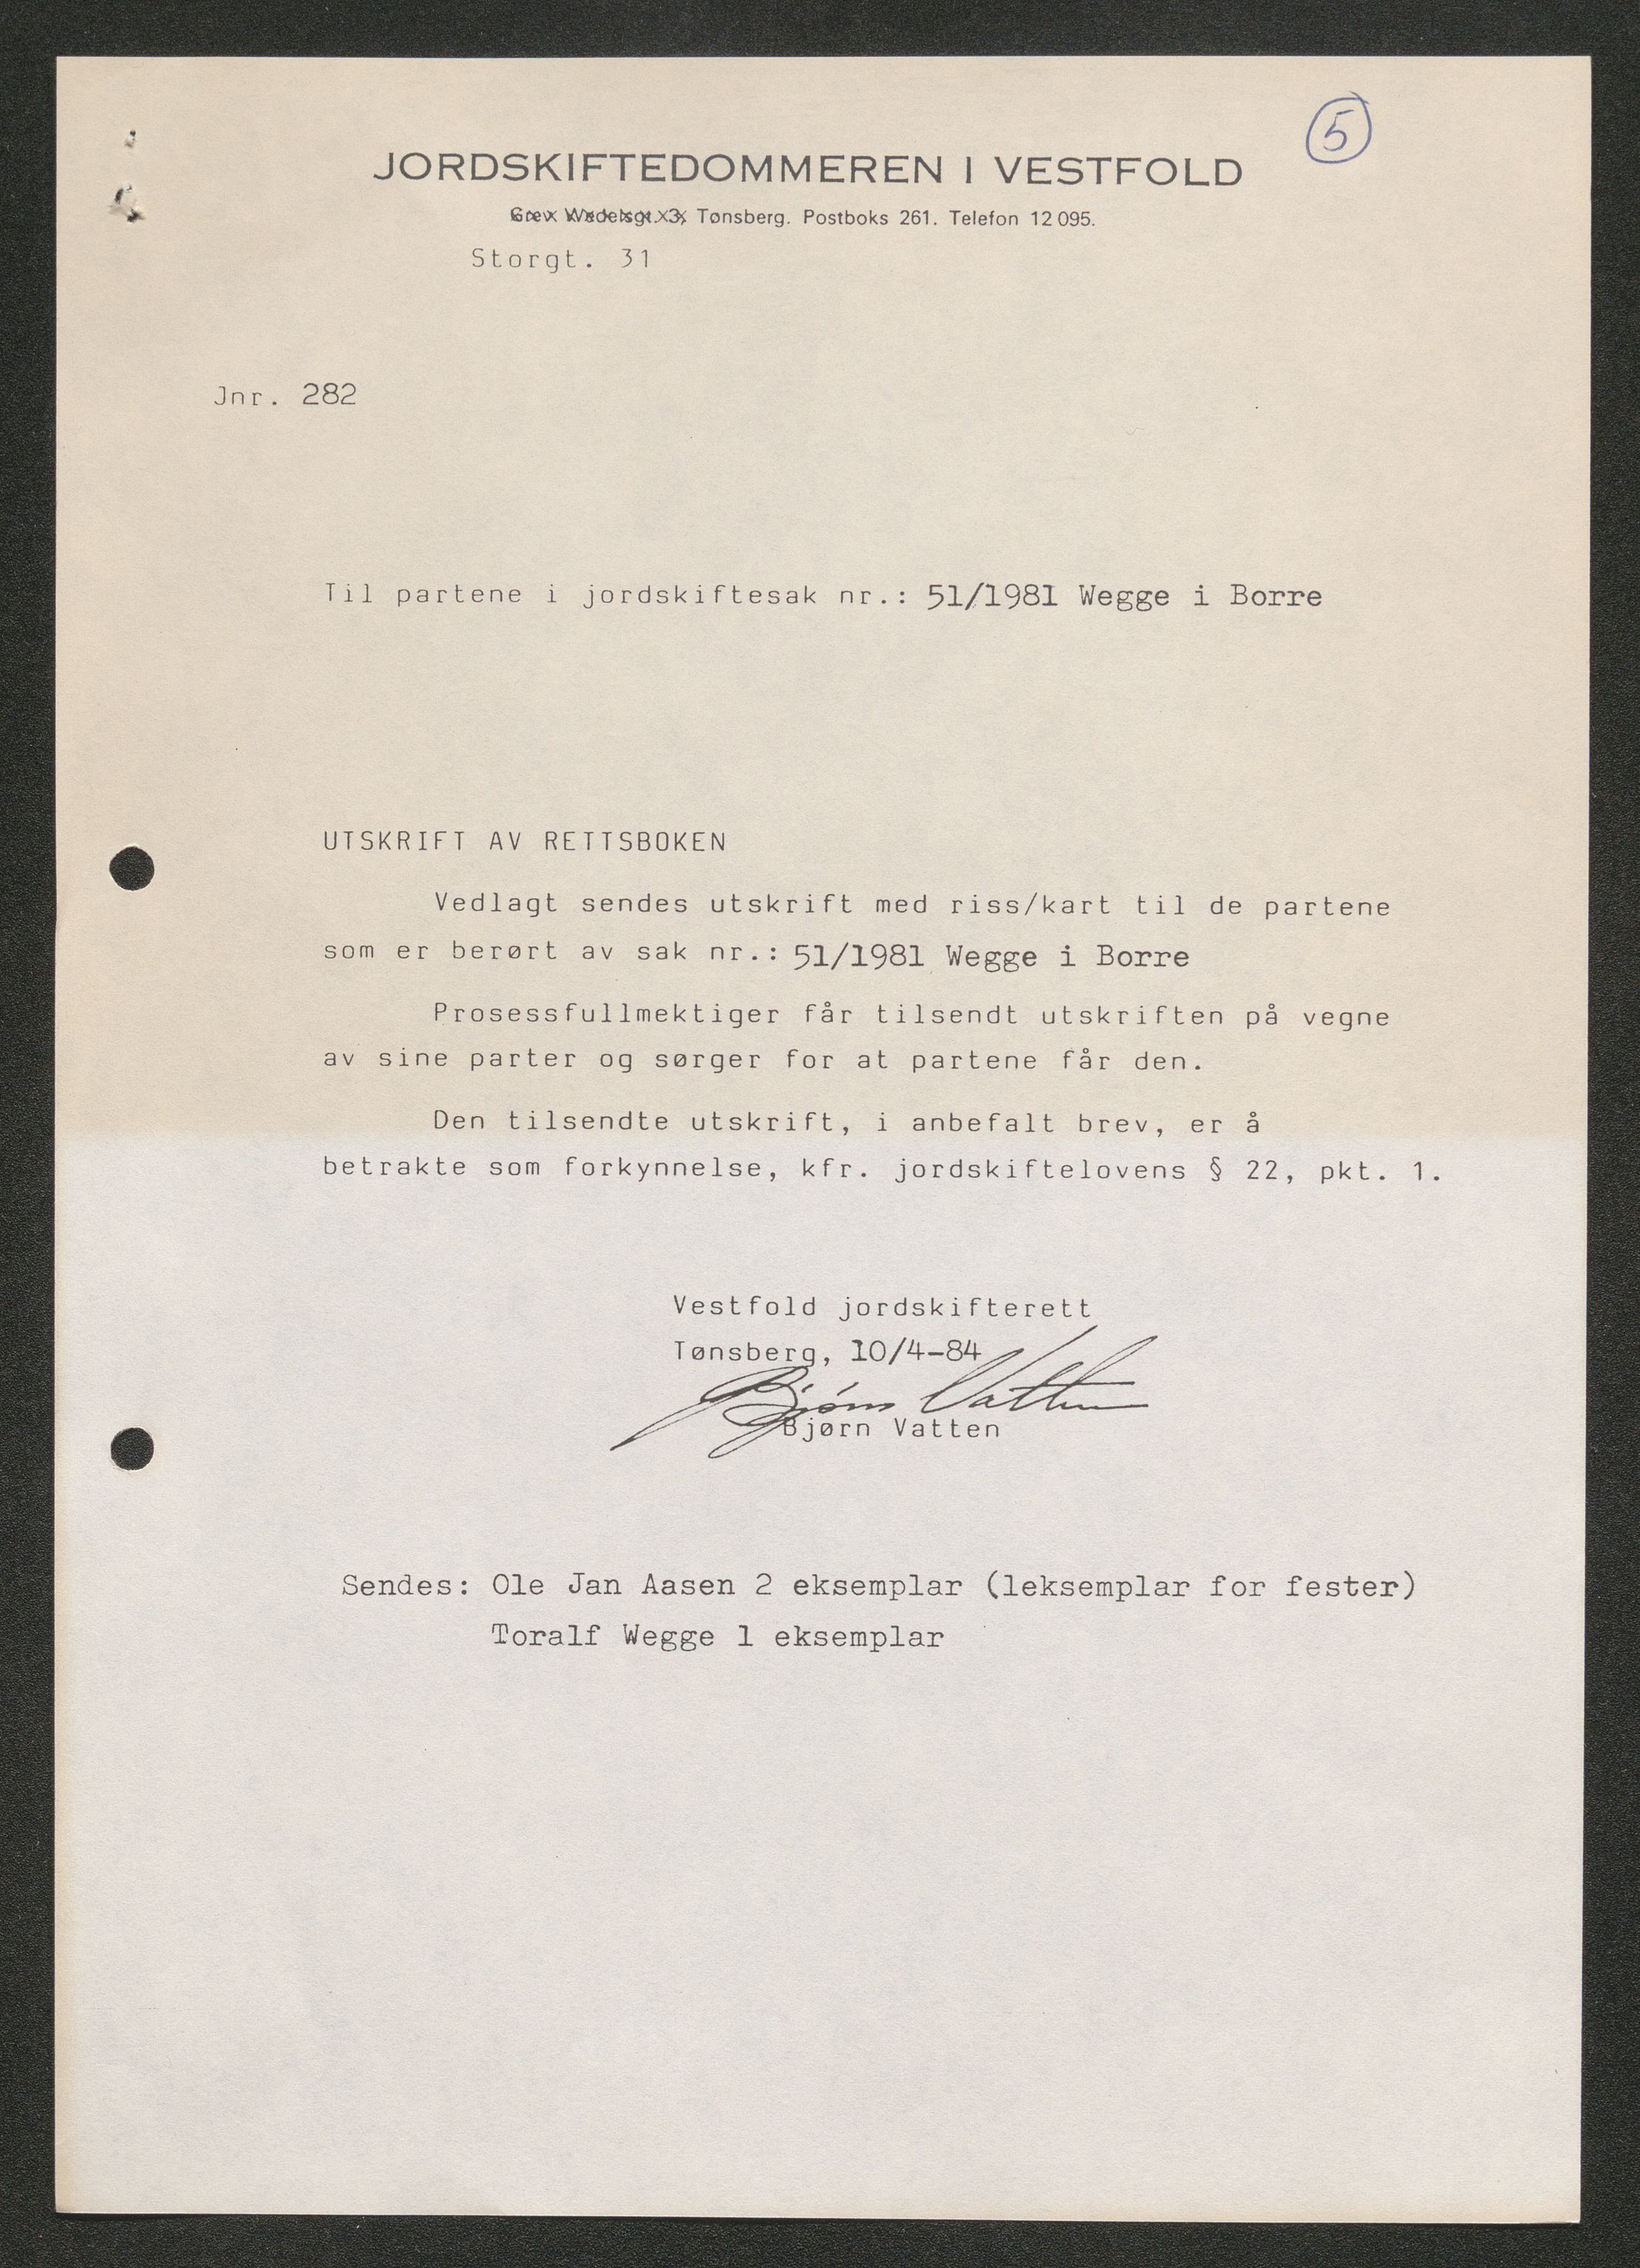 5
JORDSKIFTEDOMMEREN I VESTFOLD
Grev Wedelsgt. 3, Tønsberg. Postboks 261. Telefon 12 095.
Storgt. 31
Jnr. 282
Til partene i jordskiftesak nr.: 51/1981 Wegge i Borre
UTSKRIFT AV RETTSBOKEN
Vedlagt sendes utskrift med riss/kart til de partene
som er berørt av sak nr.: 51/1981 Wegge i Borre
Prosessfullmektiger får tilsendt utskriften på vegne
av sine parter og sørger for at partene får den.
Den tilsendte utskrift, i anbefalt brev, er å
betrakte som forkynnelse, kfr. jordskiftelovens § 22, pkt. 1.
Vestfold jordskifterett
Tønsberg, 10/4-84
Bjørn Vatten
Bjørn Vatten
Sendes: Ole Jan Aasen 2 eksemplar (1eksemplar for fester)
Toralf Wegge 1 eksemplar